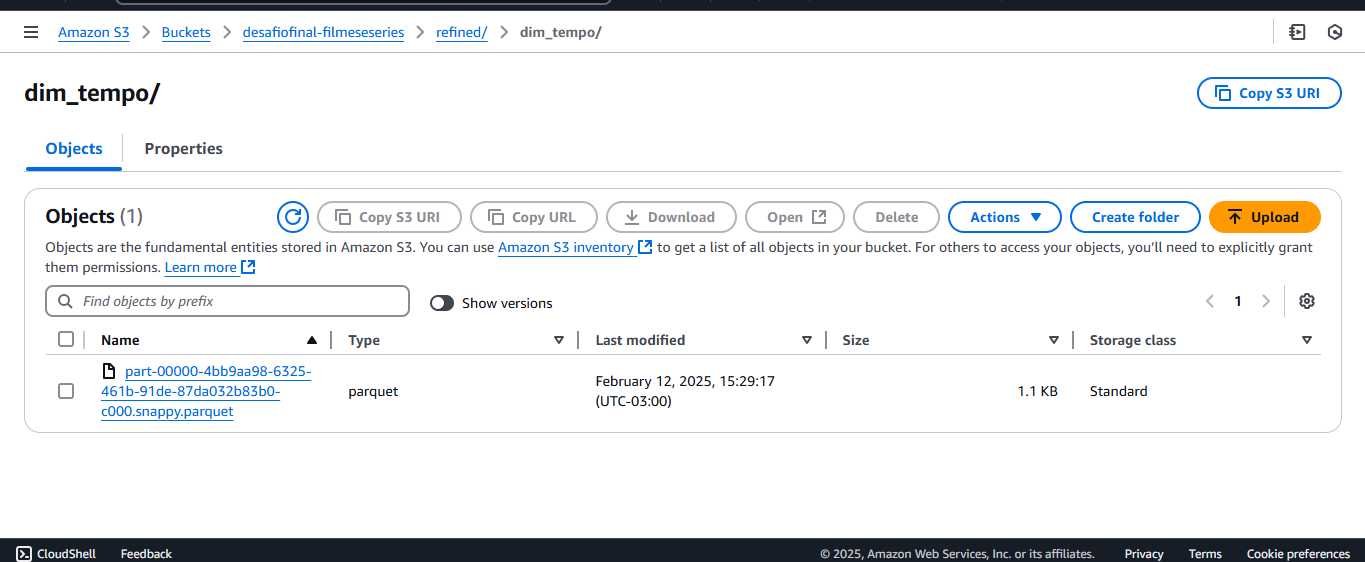 Amazon S3 > Buckets > desafiofinal-filmeseseries > refined/ > dim_tempo/
dim_tempo/
Copy S3 URI
Objects
Properties
Objects (1)
Copy S3 URI
Copy URL
Download
Open
Delete
Actions
Create folder
Upload
Objects are the fundamental entities stored in Amazon S3. You can use Amazon S3 inventory to get a list of all objects in your bucket. For others to access your objects, you'll need to explicitly grant
them permissions. Learn more
Find objects by prefix
Show versions
1
Name
Type
Last modified
Size
Storage class
part-00000-4bb9aa98-6325-
461b-91de-87da032b83b0-
c000.snappy.parquet
parquet
February 12, 2025, 15:29:17
(UTC-03:00)
1.1 KB
Standard
CloudShell
Feedback
© 2025, Amazon Web Services, Inc. or its affiliates.
Privacy
Terms
Cookie preferences